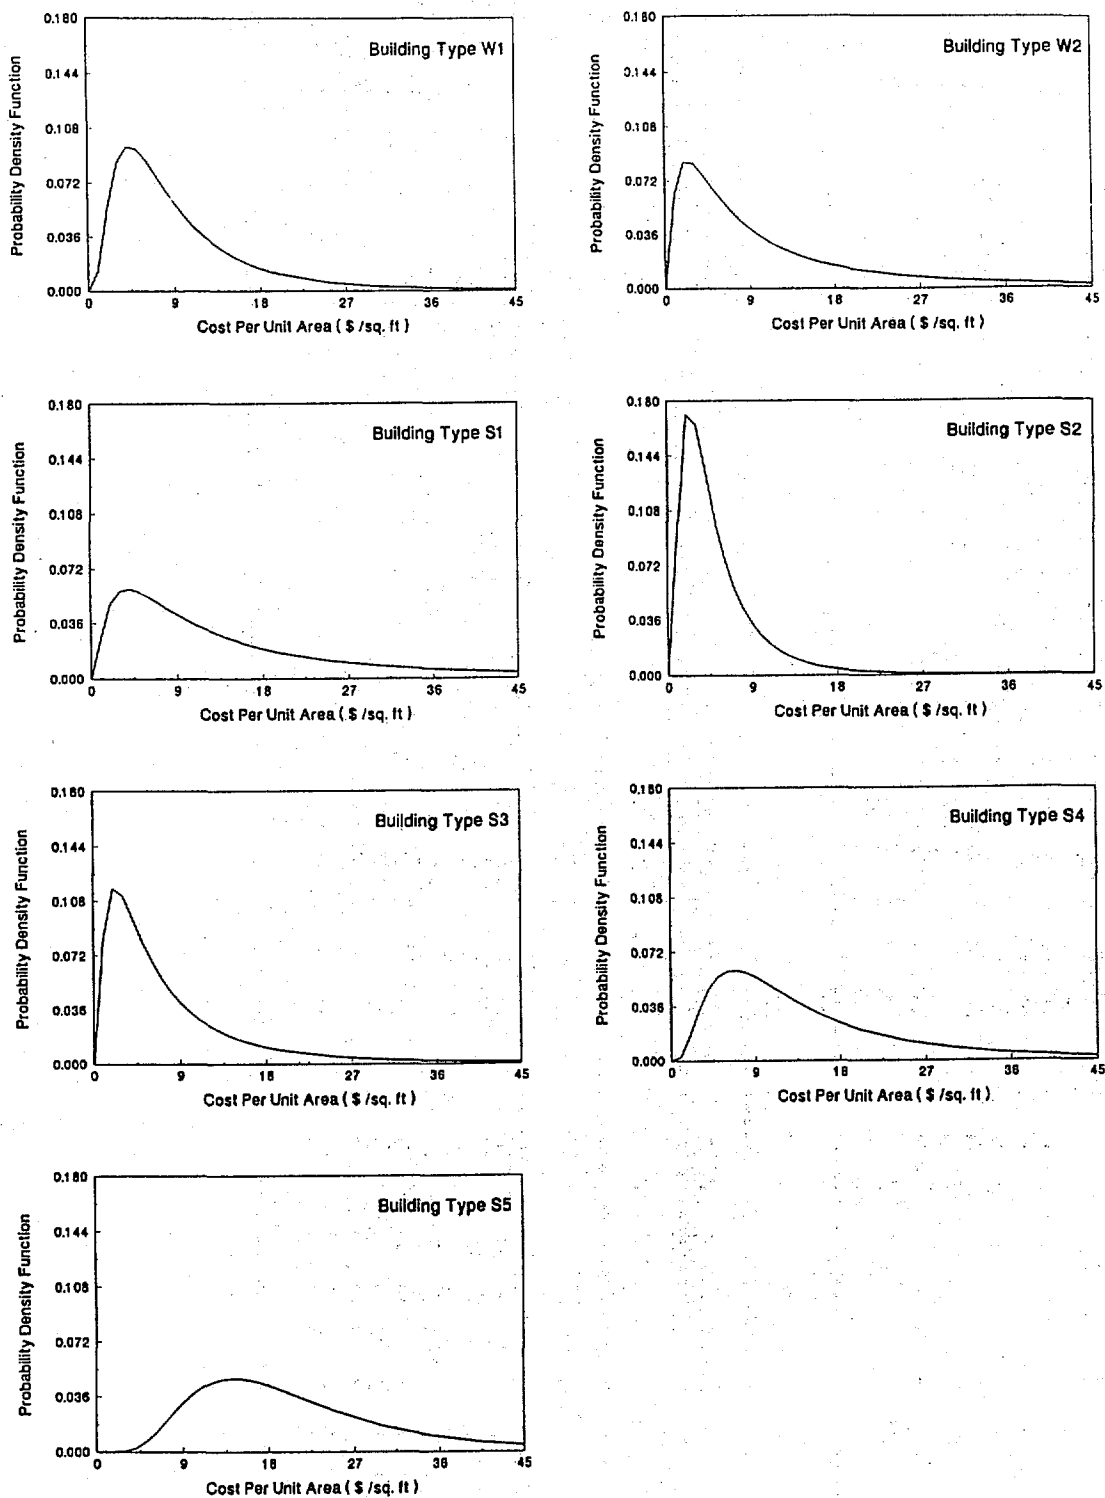 0.180
0.144
0.108
0.072
0.036
0.000
Probability Density Function
Building Type W1
0 9 18 27 36 45
Cost Per Unit Area ( $ /sq. ft )
0.180
0.144
0.108
0.072
0.036
0.000
Probability Density Function
Building Type W2
0 9 18 27 36 45
Cost Per Unit Area ( $ /sq. ft )
0.180
0.144
0.108
0.072
0.036
0.000
Probability Density Function
Building Type S1
0 9 18 27 36 45
Cost Per Unit Area ( $ /sq. ft )
0.180
0.144
0.108
0.072
0.036
0.000
Probability Density Function
Building Type S2
0 9 18 27 36 45
Cost Per Unit Area ( $ /sq. ft )
0.180
0.144
0.108
0.072
0.036
0.000
Probability Density Function
Building Type S3
0 9 18 27 36 45
Cost Per Unit Area ( $ /sq. ft )
0.180
0.144
0.108
0.072
0.036
0.000
Probability Density Function
Building Type S4
0 9 18 27 36 45
Cost Per Unit Area ( $ /sq. ft )
0.180
0.144
0.108
0.072
0.036
0.000
Probability Density Function
Building Type S5
0 9 18 27 36 45
Cost Per Unit Area ( $ /sq. ft )